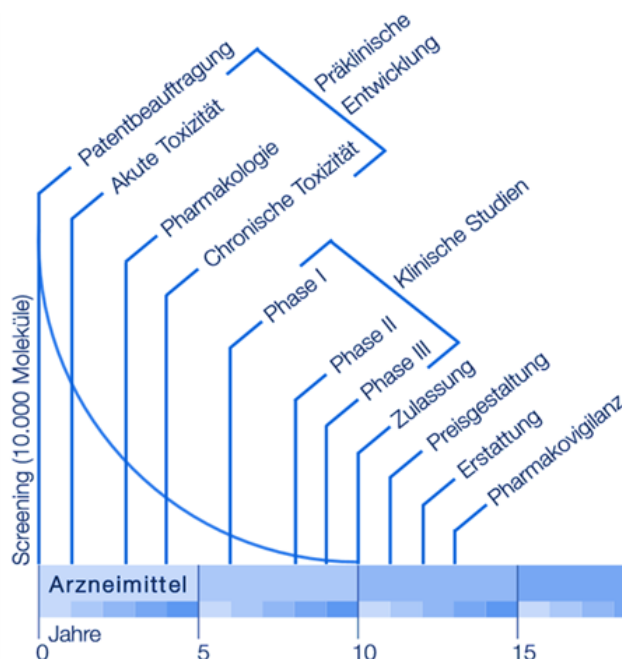 Patentbeauftragung
Akute Toxizität
Pharmakologie
Chronische Toxizität
Präklinische
Entwicklung
Phase I
Phase II
Phase III
Klinische Studien
Zulassung
Preisgestaltung
Erstattung
Pharmakovigilanz
Screening (10.000 Moleküle)
Arzneimittel
Jahre
0 5 10 15